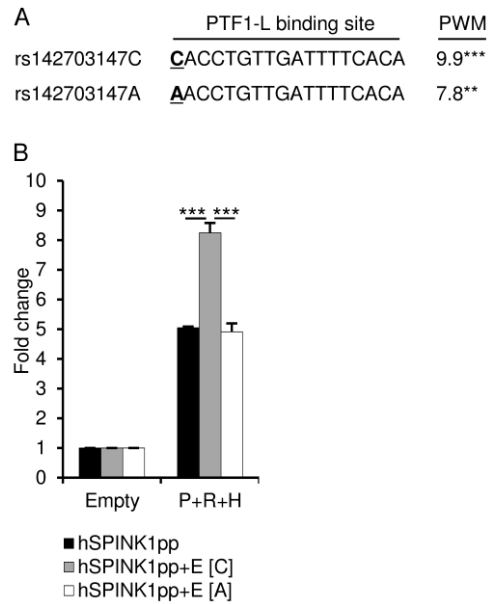 A
PTF1-L binding site PWM
rs142703147C CACCTGTTGATTTTCACA 9.9***
rs142703147A AACCTGTTGATTTTCACA 7.8**
B
Fold change
10
9
8
7
6
5
4
3
2
1
0
*** ***
Empty P+R+H
hSPINK1pp
hSPINK1pp+E [C]
hSPINK1pp+E [A]